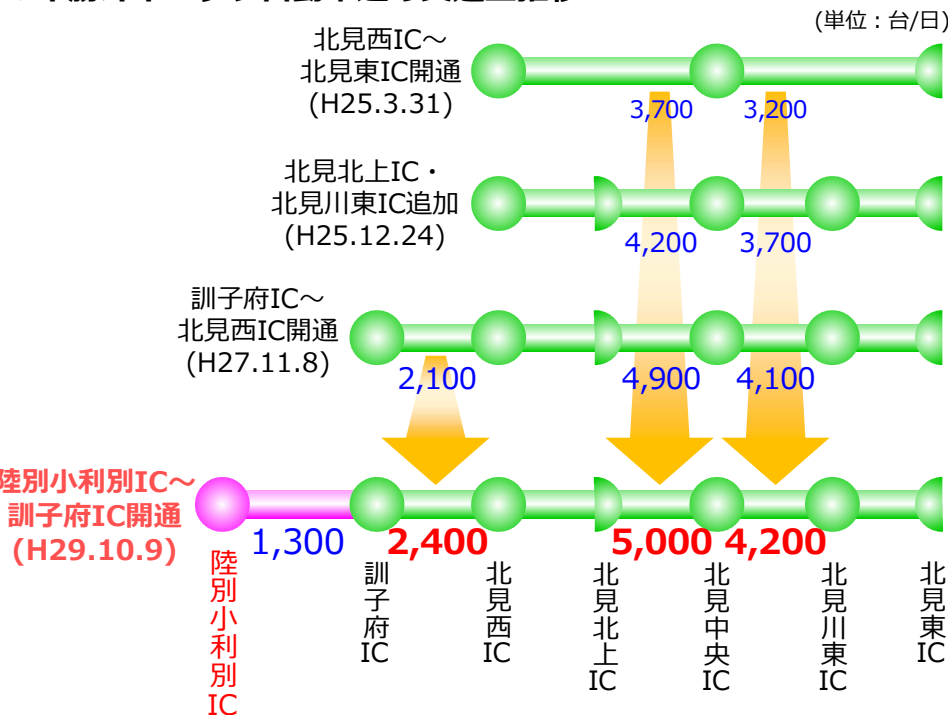 (単位：台/日)
北見西IC～
北見東IC開通
(H25.3.31)
3,700
3,200
北見北上IC・
北見川東IC追加
(H25.12.24)
4,200
3,700
訓子府IC～
北見西IC開通
(H27.11.8)
2,100
4,900
4,100
陸別小利別IC～
訓子府IC開通
(H29.10.9)
1,300
2,400
5,000
4,200
陸別小利別IC
訓子府IC
北見西IC
北見北上IC
北見中央IC
北見川東IC
北見東IC